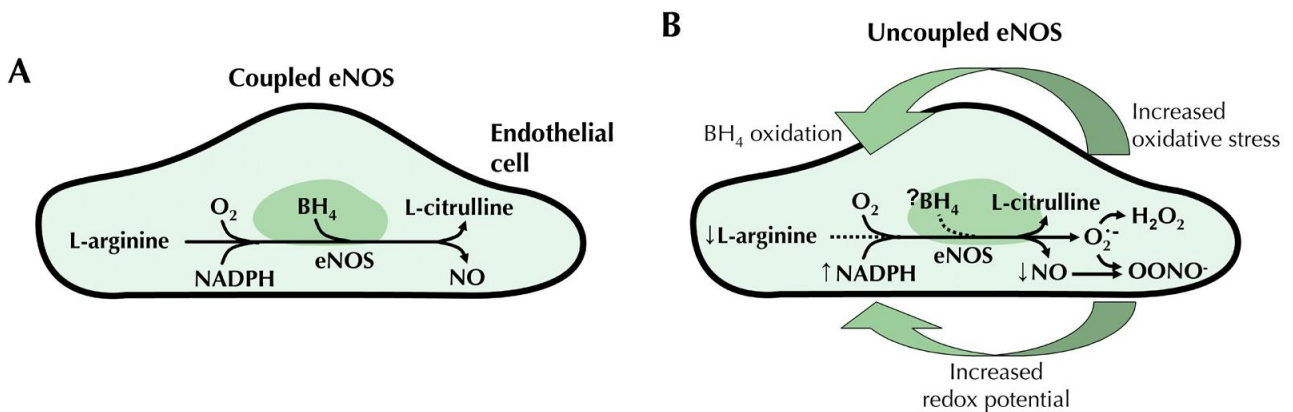 A
Coupled eNOS
Endothelial
cell
O₂
BH₄
L-citrulline
L-arginine
eNOS
NADPH
NO
B
Uncoupled eNOS
BH₄ oxidation
Increased
oxidative stress
O₂
?BH₄
L-citrulline
H₂O₂
↓L-arginine
O₂·-
eNOS
↑NADPH
↓NO
OONO-
Increased
redox potential